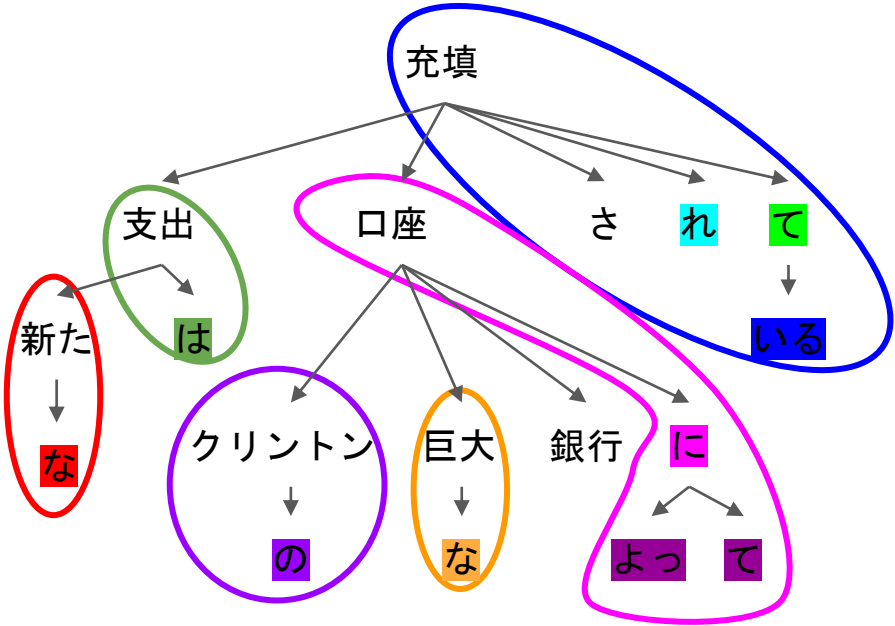 充填
支出 口座 さ れ て
新た は いる
クリントン 巨大 銀行 に
な
の な よっ て